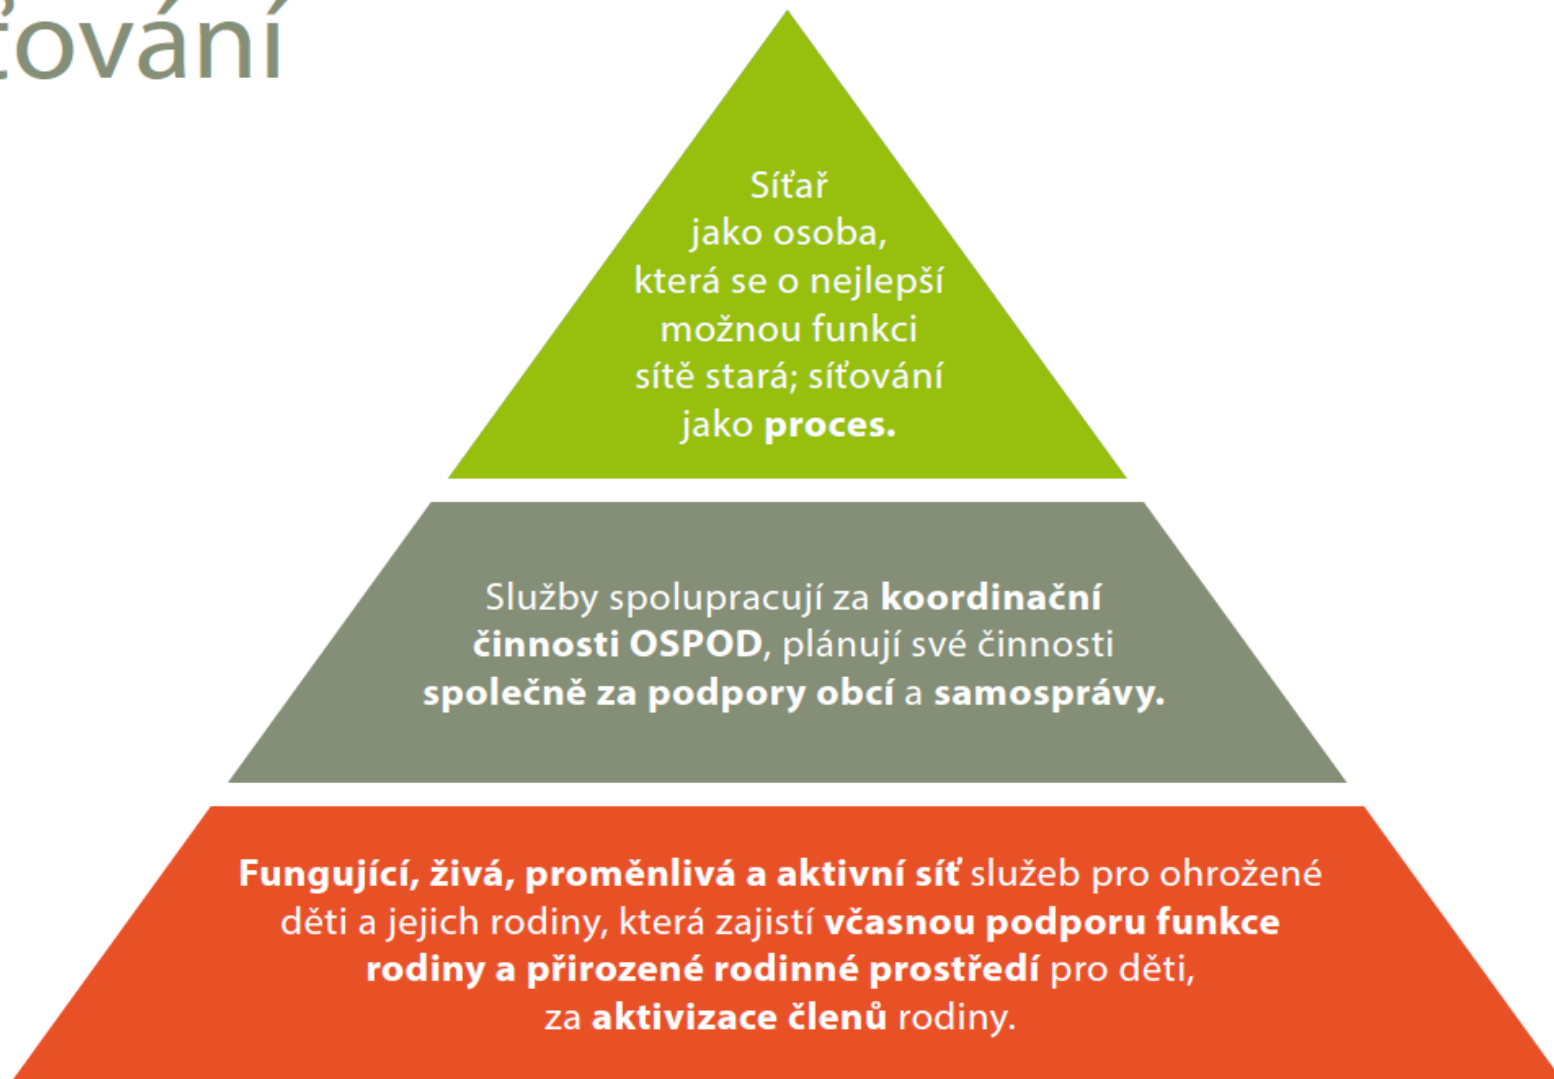 ťování
Síťař
jako osoba,
která se o nejlepší
možnou funkci
sítě stará; síťování
jako proces.
Služby spolupracují za koordinační
činnosti OSPOD, plánují své činnosti
společně za podpory obcí a samosprávy.
Fungující, živá, proměnlivá a aktivní síť služeb pro ohrožené
děti a jejich rodiny, která zajistí včasnou podporu funkce
rodiny a přirozené rodinné prostředí pro děti,
za aktivizace členů rodiny.